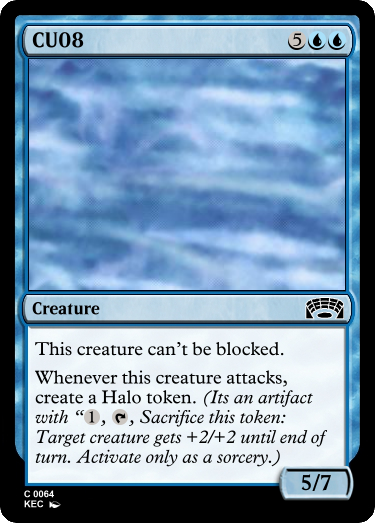 CU08 5
Creature
This creature can't be blocked.
Whenever this creature attacks,
create a Halo token. (Its an artifact
with “1, , Sacrifice this token:
Target creature gets +2/+2 until end of
turn. Activate only as a sorcery.)
5/7
C 0064
KEC